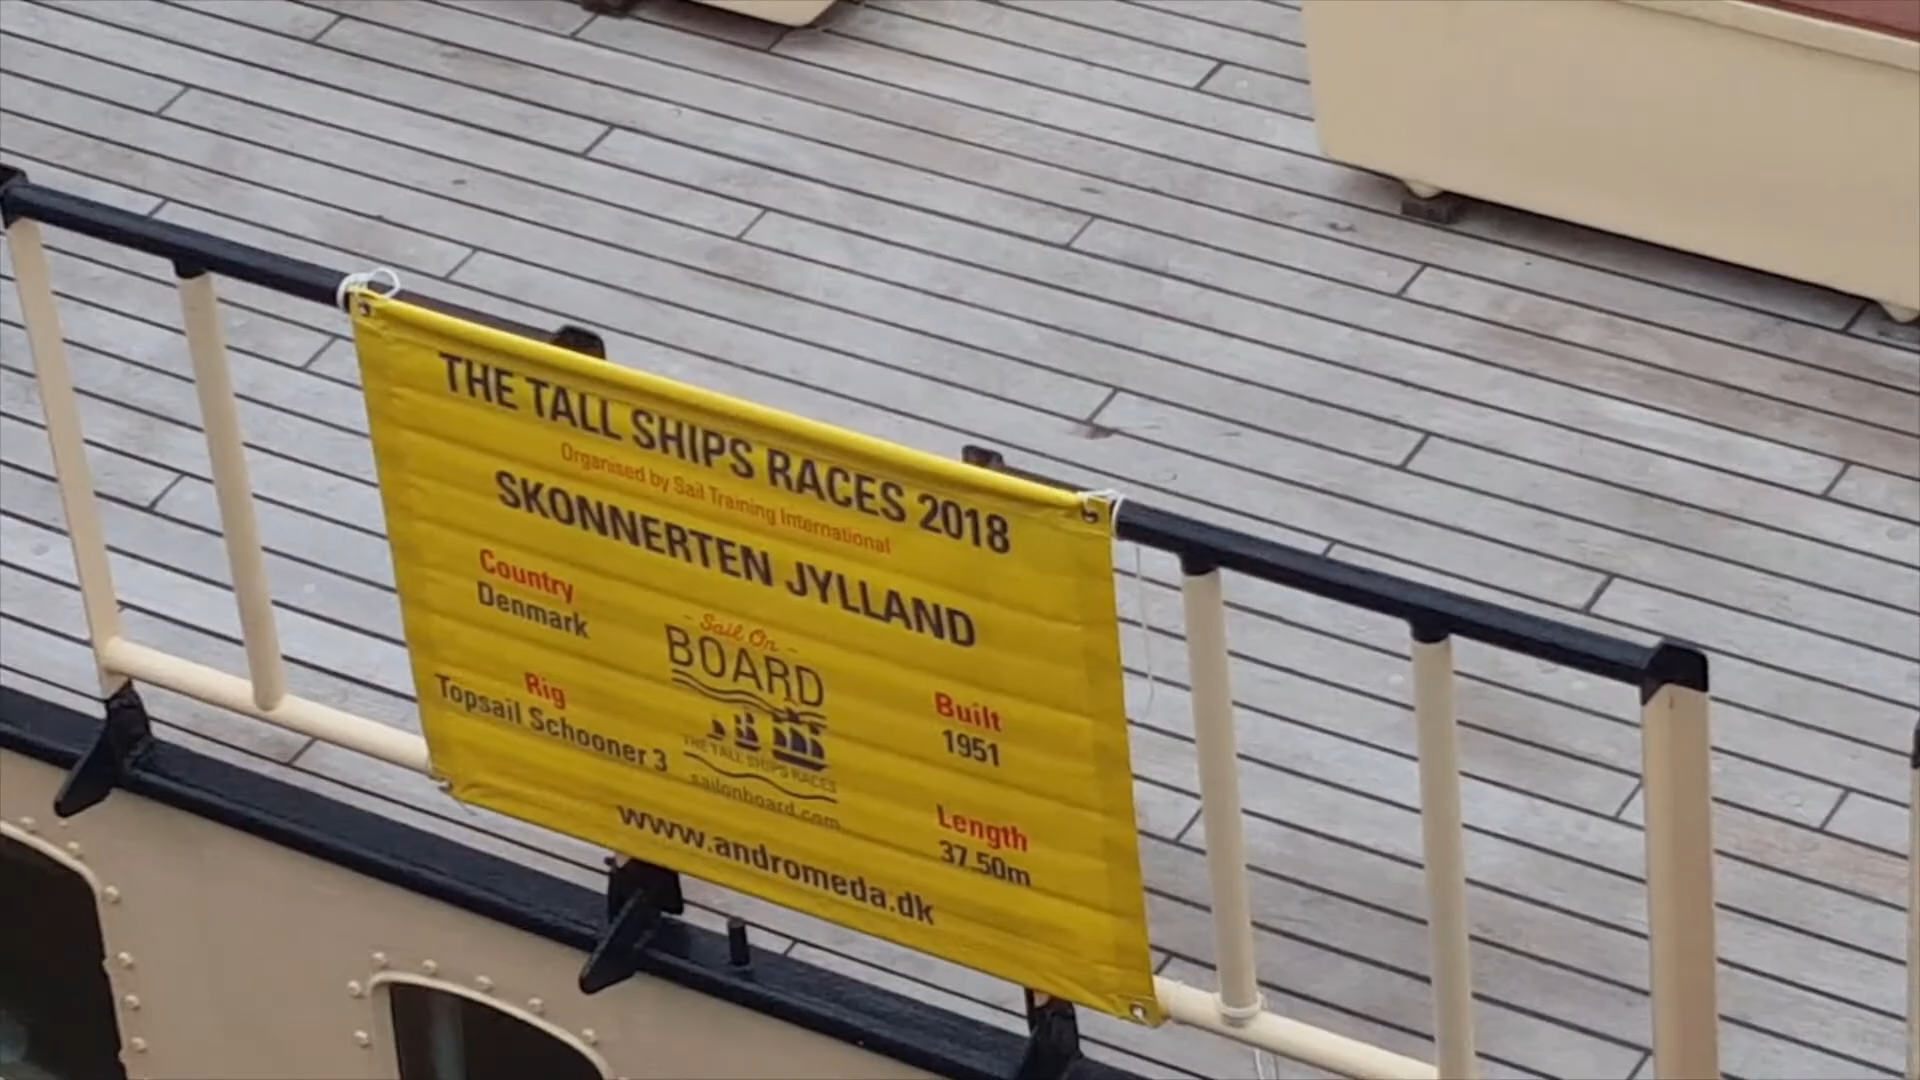 THE TALL SHIPS RACES 2018
Organised by Sail Training International
SKONNERTEN JYLLAND
Country
Denmark
Rig
Topsail Schooner 3
Sail On
BOARD
THE TALL SHIPS RACES
sailonboard.com
Built
1951
Length
37.50m
www.andromeda.dk